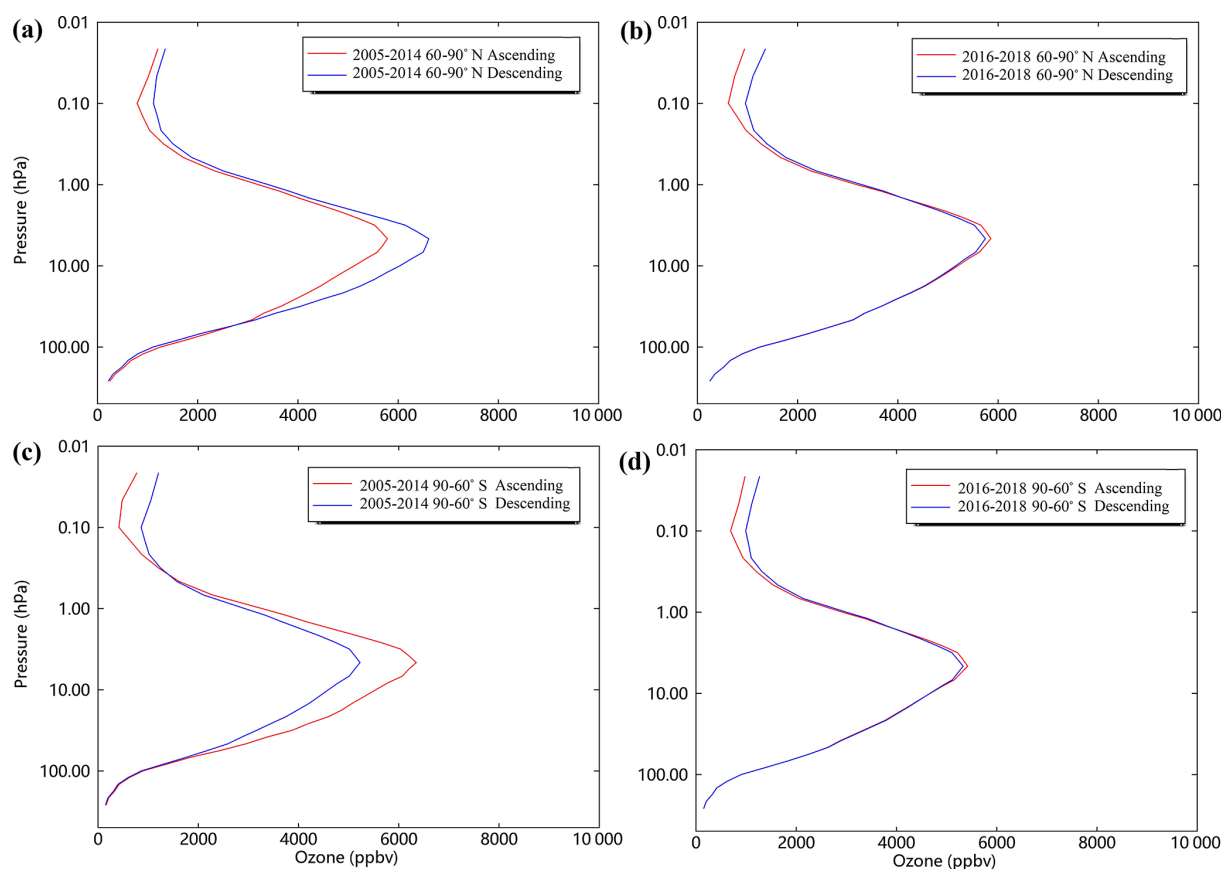 (a)
2005-2014 60-90° N Ascending
2005-2014 60-90° N Descending
0.01
0.10
1.00
10.00
100.00
Pressure (hPa)
0 2000 4000 6000 8000 10 000
(b)
2016-2018 60-90° N Ascending
2016-2018 60-90° N Descending
0.01
0.10
1.00
10.00
100.00
0 2000 4000 6000 8000 10 000
(c)
2005-2014 90-60° S Ascending
2005-2014 90-60° S Descending
0.01
0.10
1.00
10.00
100.00
Pressure (hPa)
0 2000 4000 6000 8000 10 000
Ozone (ppbv)
(d)
2016-2018 90-60° S Ascending
2016-2018 90-60° S Descending
0.01
0.10
1.00
10.00
100.00
0 2000 4000 6000 8000 10 000
Ozone (ppbv)